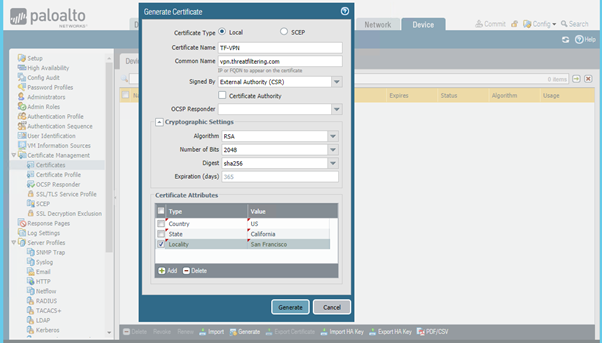 paloalto
NETWORKS
D
Network
Device
Commit
Config
Search
Help
Setup
High Availability
Config Audit
Password Profiles
Administrators
Admin Roles
Authentication Profile
Authentication Sequence
User Identification
VM Information Sources
Certificate Management
Certificates
Certificate Profile
OCSP Responder
SSL/TLS Service Profile
SCEP
SSL Decryption Exclusion
Response Pages
Log Settings
Server Profiles
SNMP Trap
Syslog
Email
HTTP
Netflow
RADIUS
TACACS+
LDAP
Kerberos
Generate Certificate
Certificate Type Local SCEP
Certificate Name TF-VPN
Common Name vpn.threatfiltering.com
IP or FQDN to appear on the certificate
Signed By External Authority (CSR)
Certificate Authority
OCSP Responder
Cryptographic Settings
Algorithm RSA
Number of Bits 2048
Digest sha256
Expiration (days) 365
Certificate Attributes
Type Value
Country US
State California
Locality San Francisco
Add Delete
Generate Cancel
0 items
Expires Status Algorithm Usage
Delete Revoke Renew Import Generate Export Certificate Import HA Key Export HA Key PDF/CSV